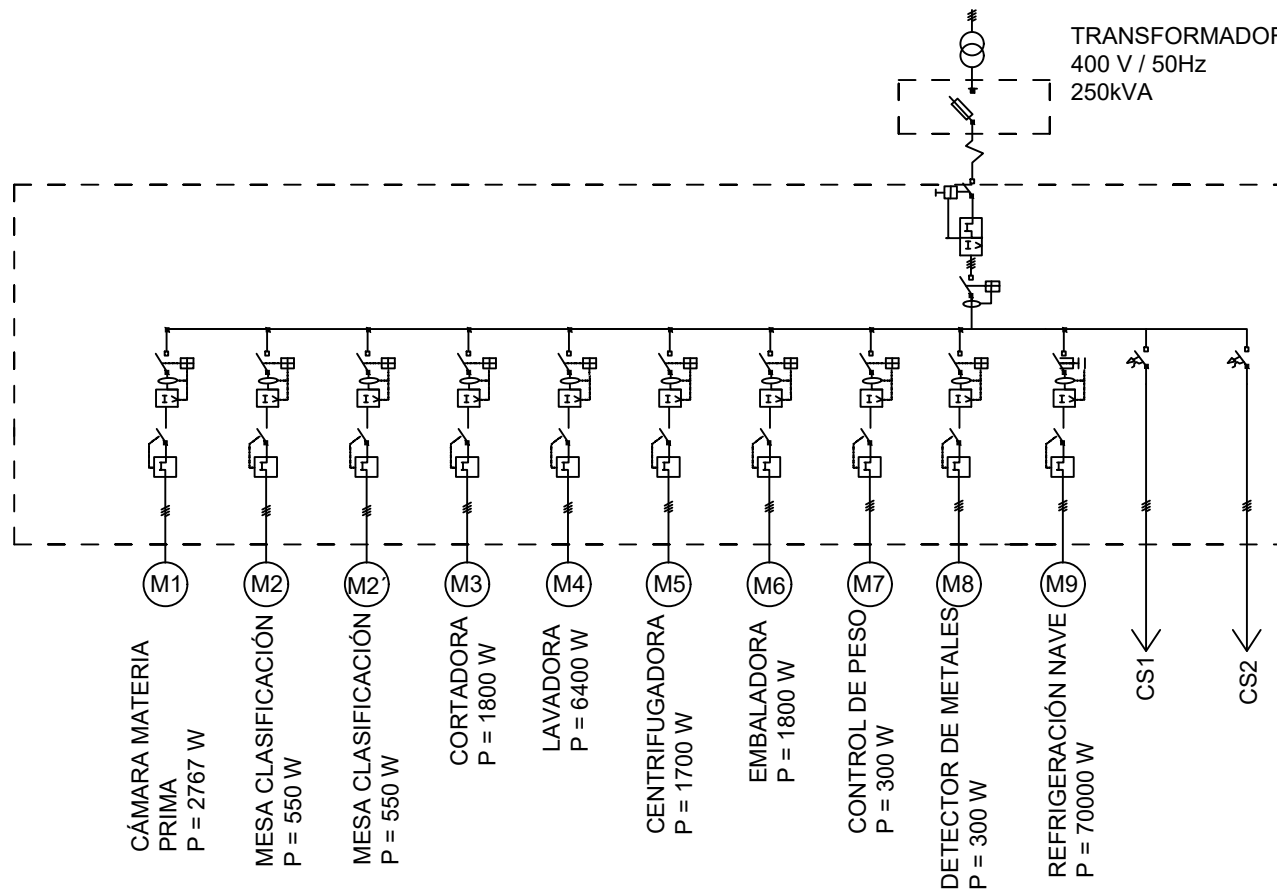 TRANSFORMADOR
400 V / 50Hz
250kVA
M1
M2
M2´
M3
M4
M5
M6
M7
M8
M9
CÁMARA MATERIA
PRIMA
P = 2767 W
MESA CLASIFICACIÓN
P = 550 W
MESA CLASIFICACIÓN
P = 550 W
CORTADORA
P = 1800 W
LAVADORA
P = 6400 W
CENTRIFUGADORA
P = 1700 W
EMBALADORA
P = 1800 W
CONTROL DE PESO
P = 300 W
DETECTOR DE METALES
P = 300 W
REFRIGERACIÓN NAVE
P = 70000 W
CS1
CS2